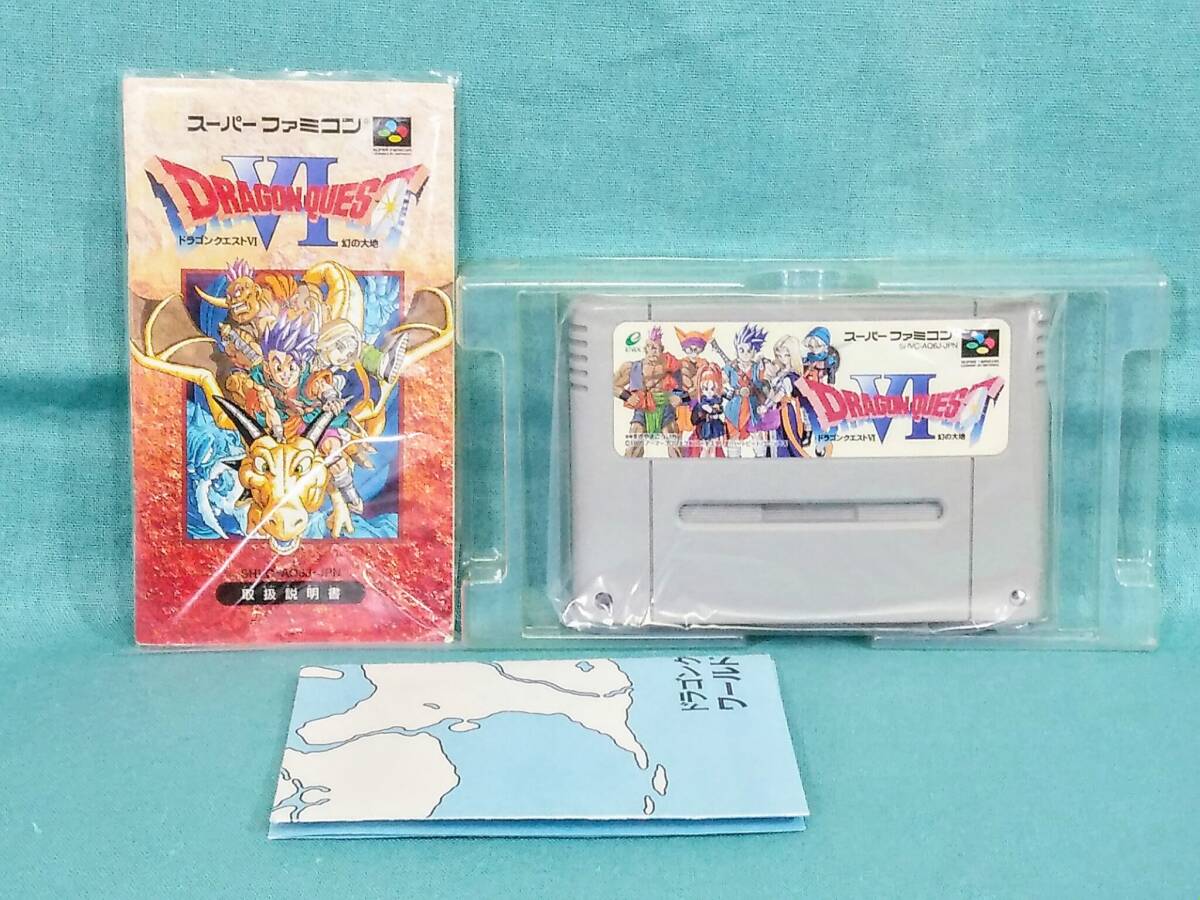 スーパーファミコン
VI
DRAGON QUEST
ドラゴンクエストVI
幻の大地
SHVC-AQ6J-JPN
取扱説明書
スーパーファミコン
SHVC-AQ6J-JPN
VI
DRAGON QUEST
ドラゴンクエストVI
幻の大地
ドラゴンク
ワールド